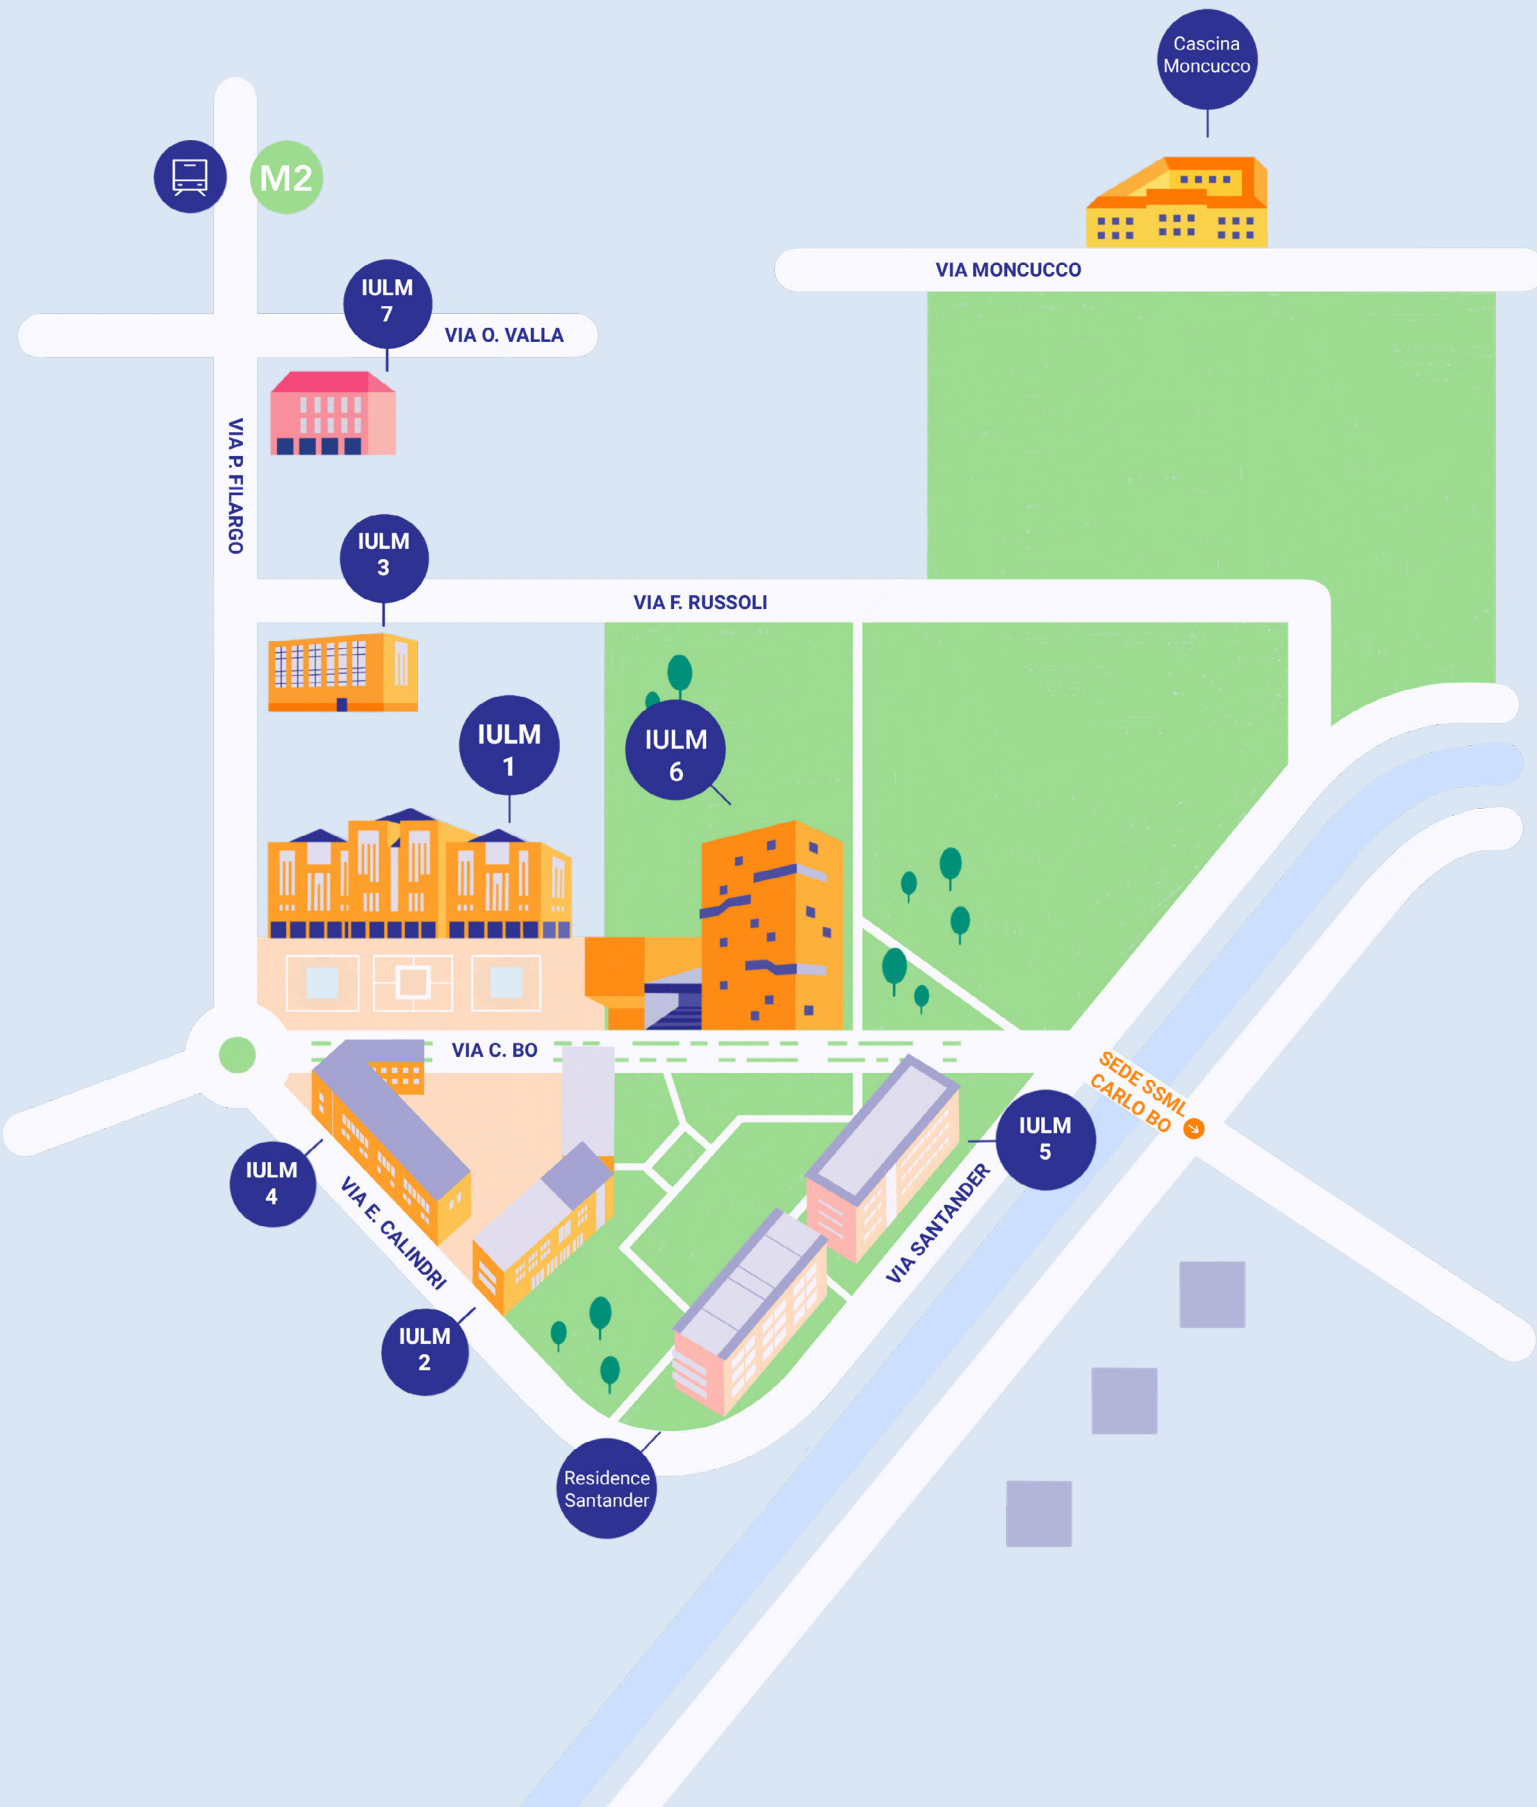 Cascina
Moncucco
M2
VIA MONCUCCO
IULM
7
VIA O. VALLA
VIA P. FILARGO
IULM
3
VIA F. RUSSOLI
IULM
1
IULM
6
VIA C. BO
SEDE SSML
CARLO BO
IULM
5
IULM
4
VIA E. CALINDRI
VIA SANTANDER
IULM
2
Residence
Santander